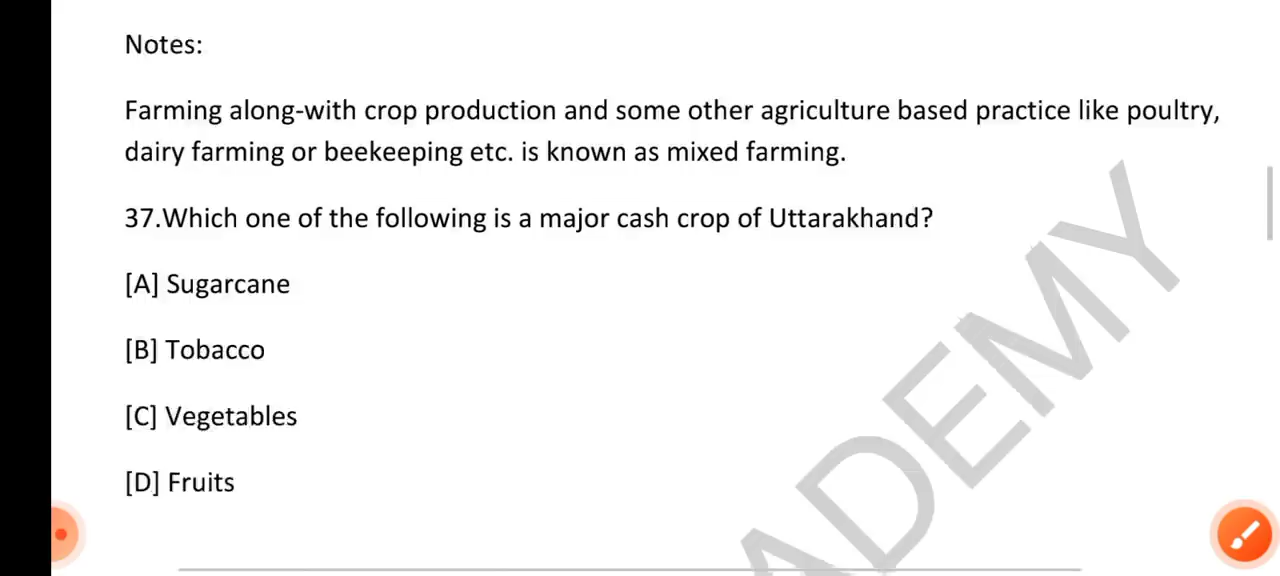 Notes:
Farming along-with crop production and some other agriculture based practice like poultry,
dairy farming or beekeeping etc. is known as mixed farming.
37.Which one of the following is a major cash crop of Uttarakhand?
[A] Sugarcane
[B] Tobacco
[C] Vegetables
[D] Fruits
ADEMY